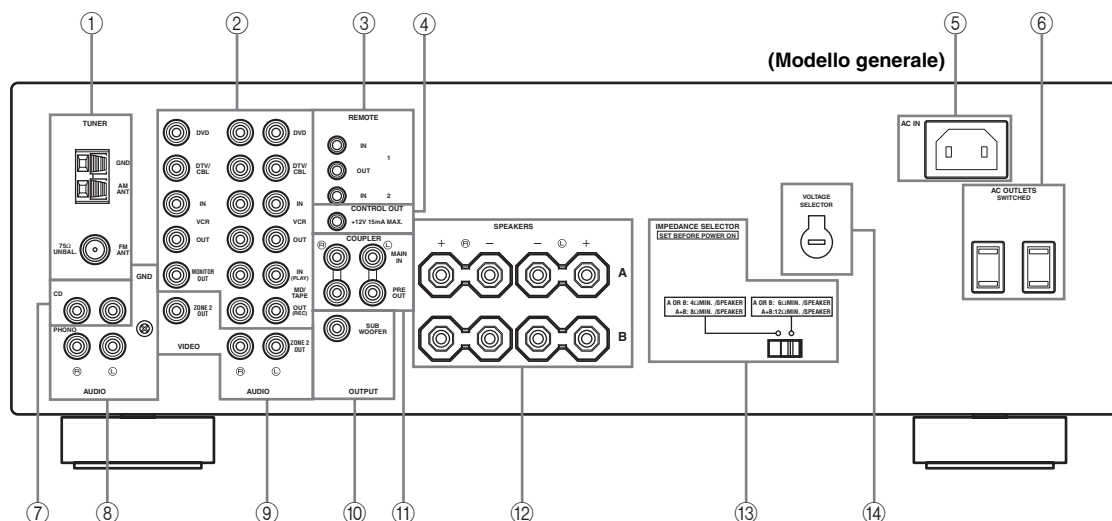 ① ② ③ ④ ⑤ ⑥
(Modello generale)
TUNER
GND
AM
ANT
75Ω
UNBAL.
FM
ANT
GND
CD
PHONO
R L
AUDIO
DVD
DTV/
CBL
IN
VCR
OUT
MONITOR
OUT
ZONE 2
OUT
VIDEO
DVD
DTV/
CBL
IN
VCR
OUT
IN
(PLAY)
MD/
TAPE
OUT
(REC)
ZONE 2
OUT
R L
AUDIO
REMOTE
IN
1
OUT
IN 2
CONTROL OUT
+12V 15mA MAX.
COUPLER
R L
MAIN
IN
PRE
OUT
SUB
WOOFER
OUTPUT
SPEAKERS
+ R − − L +
A
B
IMPEDANCE SELECTOR
SET BEFORE POWER ON
A OR B: 4ΩMIN. /SPEAKER
A+B: 8ΩMIN. /SPEAKER
A OR B: 6ΩMIN. /SPEAKER
A+B:12ΩMIN. /SPEAKER
VOLTAGE
SELECTOR
AC IN
AC OUTLETS
SWITCHED
⑦ ⑧ ⑨ ⑩ ⑪ ⑫ ⑬ ⑭